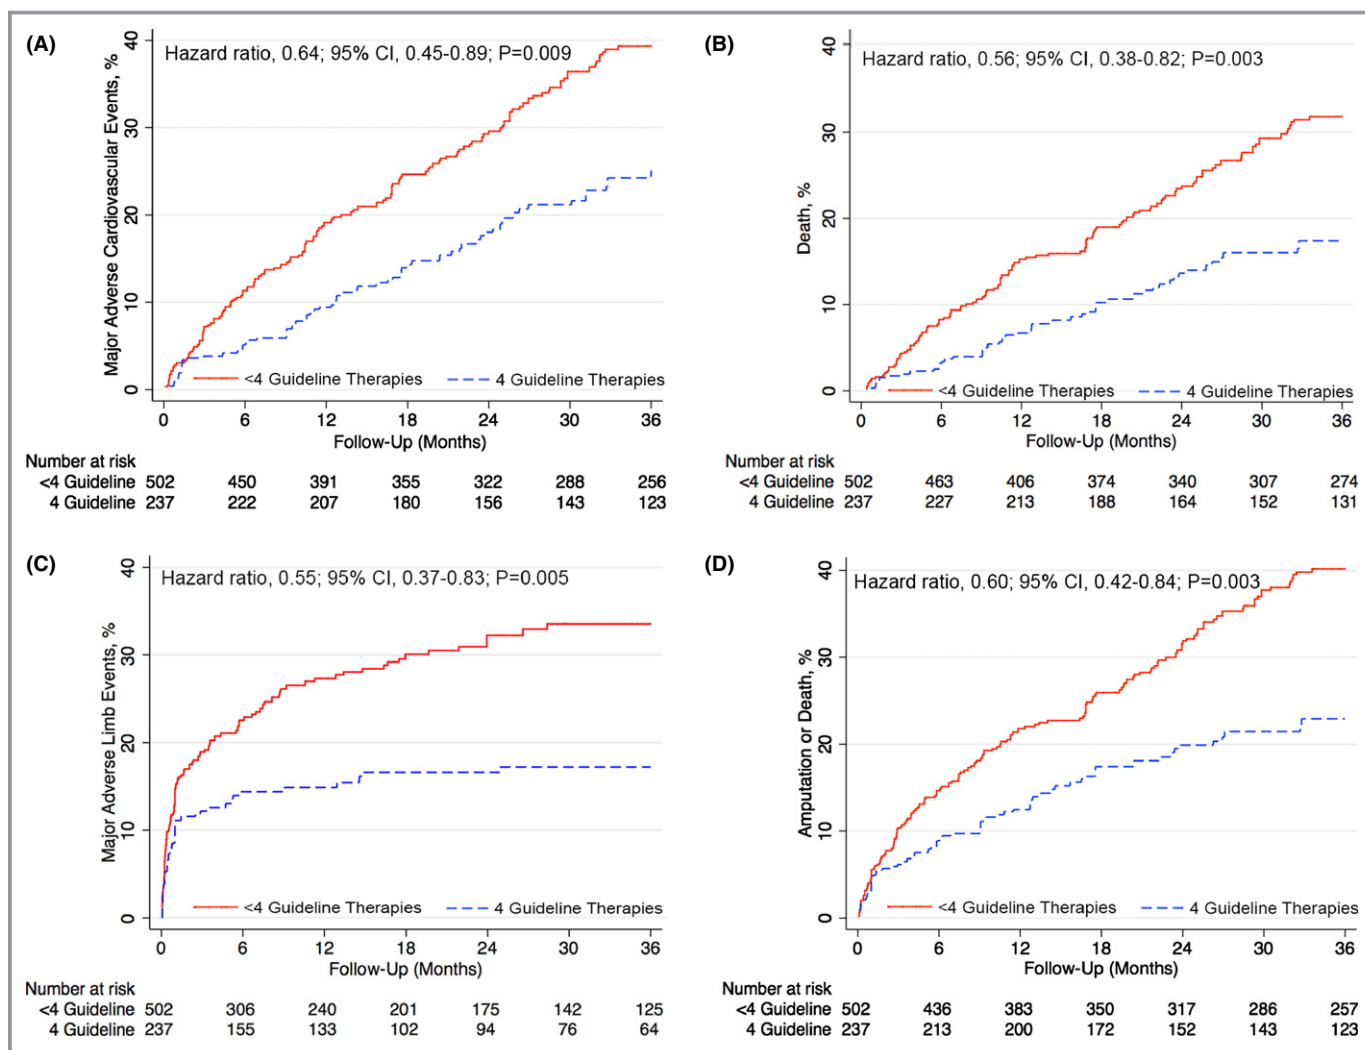 (A)
Hazard ratio, 0.64; 95% CI, 0.45-0.89; P=0.009
Major Adverse Cardiovascular Events, %
40
30
20
10
0
<4 Guideline Therapies 4 Guideline Therapies
0 6 12 18 24 30 36
Follow-Up (Months)
Number at risk
<4 Guideline 502 450 391 355 322 288 256
4 Guideline 237 222 207 180 156 143 123
(B)
Hazard ratio, 0.56; 95% CI, 0.38-0.82; P=0.003
Death, %
40
30
20
10
0
<4 Guideline Therapies 4 Guideline Therapies
0 6 12 18 24 30 36
Follow-Up (Months)
Number at risk
<4 Guideline 502 463 406 374 340 307 274
4 Guideline 237 227 213 188 164 152 131
(C)
Hazard ratio, 0.55; 95% CI, 0.37-0.83; P=0.005
Major Adverse Limb Events, %
40
30
20
10
0
<4 Guideline Therapies 4 Guideline Therapies
0 6 12 18 24 30 36
Follow-Up (Months)
Number at risk
<4 Guideline 502 306 240 201 175 142 125
4 Guideline 237 155 133 102 94 76 64
(D)
Hazard ratio, 0.60; 95% CI, 0.42-0.84; P=0.003
Amputation or Death, %
40
30
20
10
0
<4 Guideline Therapies 4 Guideline Therapies
0 6 12 18 24 30 36
Follow-Up (Months)
Number at risk
<4 Guideline 502 436 383 350 317 286 257
4 Guideline 237 213 200 172 152 143 123